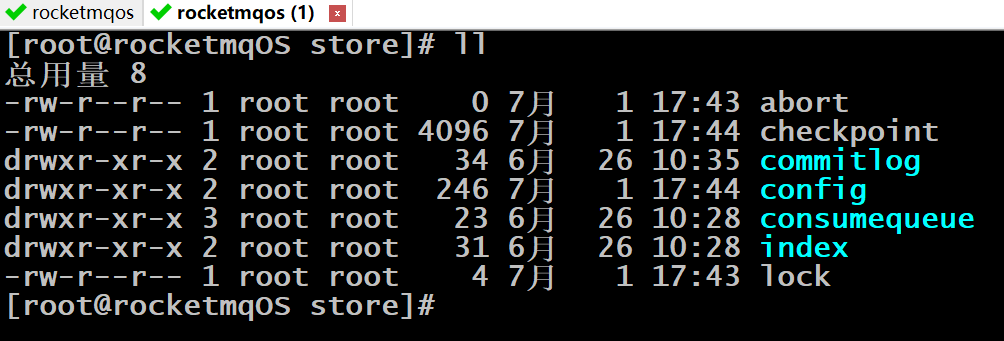 rocketmqos rocketmqos (1) x
[root@rocketmqOS store]# ll
总用量 8
-rw-r--r-- 1 root root    0 7月   1 17:43 abort
-rw-r--r-- 1 root root 4096 7月   1 17:44 checkpoint
drwxr-xr-x 2 root root   34 6月  26 10:35 commitlog
drwxr-xr-x 2 root root  246 7月   1 17:44 config
drwxr-xr-x 3 root root   23 6月  26 10:28 consumequeue
drwxr-xr-x 2 root root   31 6月  26 10:28 index
-rw-r--r-- 1 root root    4 7月   1 17:43 lock
[root@rocketmqOS store]#